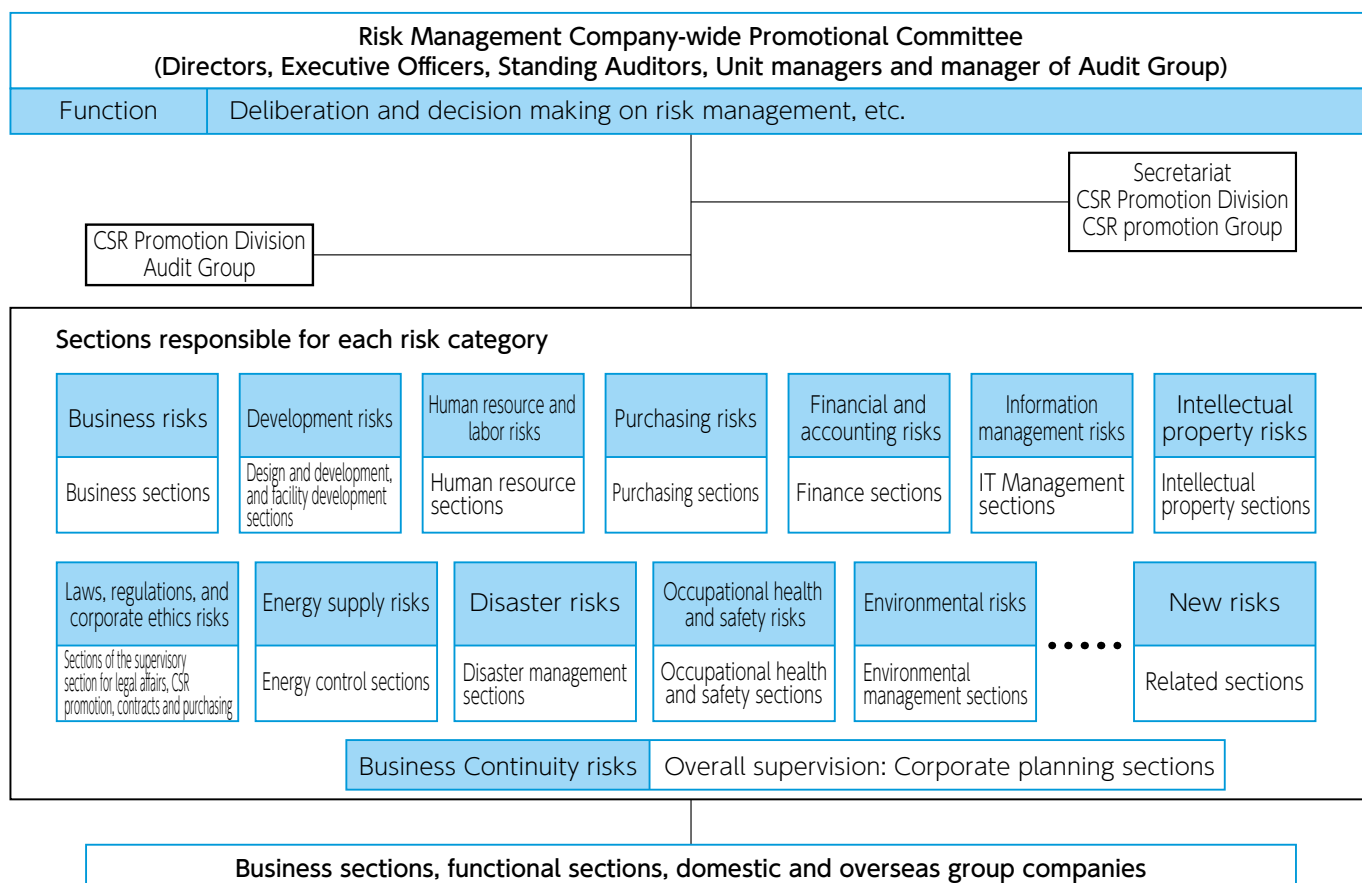 Risk Management Company-wide Promotional Committee
(Directors, Executive Officers, Standing Auditors, Unit managers and manager of Audit Group)
Function
Deliberation and decision making on risk management, etc.
Secretariat
CSR Promotion Division
CSR promotion Group
CSR Promotion Division
Audit Group
Sections responsible for each risk category
Business risks
Business sections
Development risks
Design and development,
and facility development
sections
Human resource and
labor risks
Human resource
sections
Purchasing risks
Purchasing sections
Financial and
accounting risks
Finance sections
Information
management risks
IT Management
sections
Intellectual
property risks
Intellectual
property sections
Laws, regulations, and
corporate ethics risks
Sections of the supervisory
section for legal affairs, CSR
promotion, contracts and purchasing
Energy supply risks
Energy control sections
Disaster risks
Disaster management
sections
Occupational health
and safety risks
Occupational health
and safety sections
Environmental risks
Environmental
management sections
•••••
New risks
Related sections
Business Continuity risks
Overall supervision: Corporate planning sections
Business sections, functional sections, domestic and overseas group companies